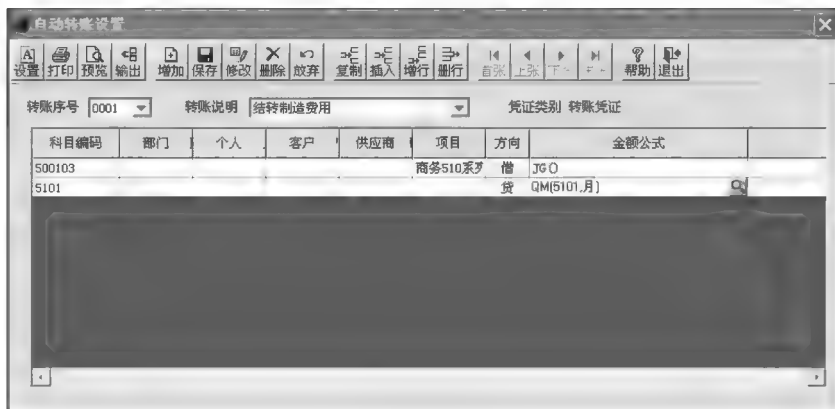 自动转账设置
设置 打印 预览 输出 增加 保存 修改 删除 放弃 复制 插入 增行 删行 首张 上张 帮助 退出
转账序号 0001 转账说明 结转制造费用 凭证类别 转账凭证
科目编码 部门 个人 客户 供应商 项目 方向 金额公式
500103 商务510系列 借 JG()
5101 贷 QM(5101,月)